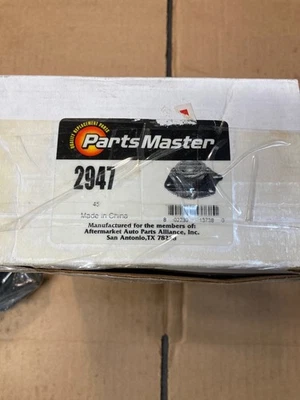 QUALITY REPLACEMENT PARTS
PartsMaster
2947
45
Made in China
Manufactured for the members of:
Aftermarket Auto Parts Alliance, Inc.
San Antonio, TX